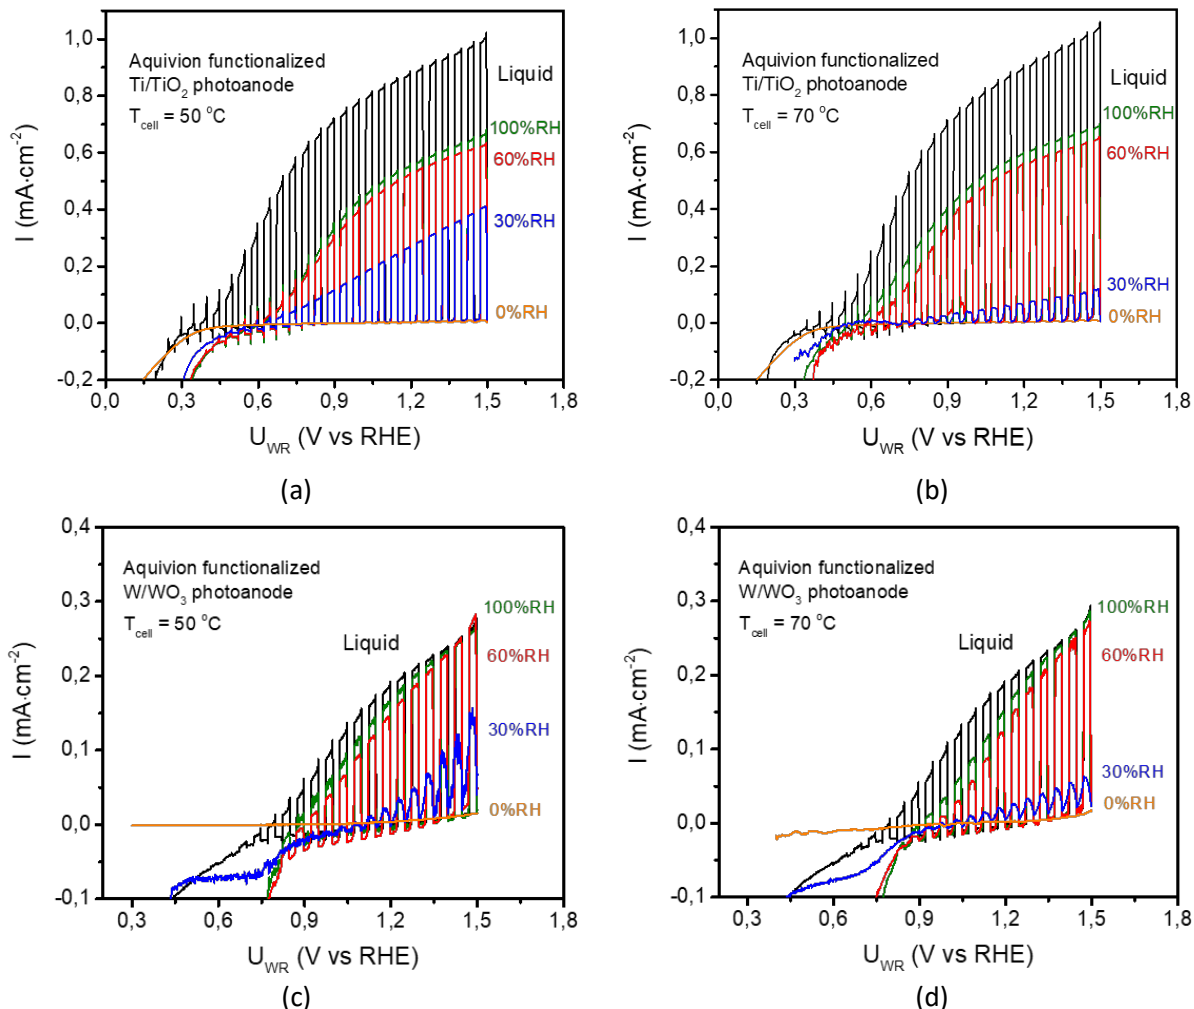 Aquivion functionalized
Ti/TiO2 photoanode
Tcell = 50 °C
Liquid
100%RH
60%RH
30%RH
0%RH
I (mA·cm-2)
1,0
0,8
0,6
0,4
0,2
0,0
-0,2
0,0 0,3 0,6 0,9 1,2 1,5 1,8
UWR (V vs RHE)
(a)
Aquivion functionalized
Ti/TiO2 photoanode
Tcell = 70 °C
Liquid
100%RH
60%RH
30%RH
0%RH
I (mA·cm-2)
1,0
0,8
0,6
0,4
0,2
0,0
-0,2
0,0 0,3 0,6 0,9 1,2 1,5 1,8
UWR (V vs RHE)
(b)
Aquivion functionalized
W/WO3 photoanode
Tcell = 50 °C
Liquid
100%RH
60%RH
30%RH
0%RH
I (mA·cm-2)
0,4
0,3
0,2
0,1
0,0
-0,1
0,3 0,6 0,9 1,2 1,5 1,8
UWR (V vs RHE)
(c)
Aquivion functionalized
W/WO3 photoanode
Tcell = 70 °C
Liquid
100%RH
60%RH
30%RH
0%RH
I (mA·cm-2)
0,4
0,3
0,2
0,1
0,0
-0,1
0,3 0,6 0,9 1,2 1,5 1,8
UWR (V vs RHE)
(d)